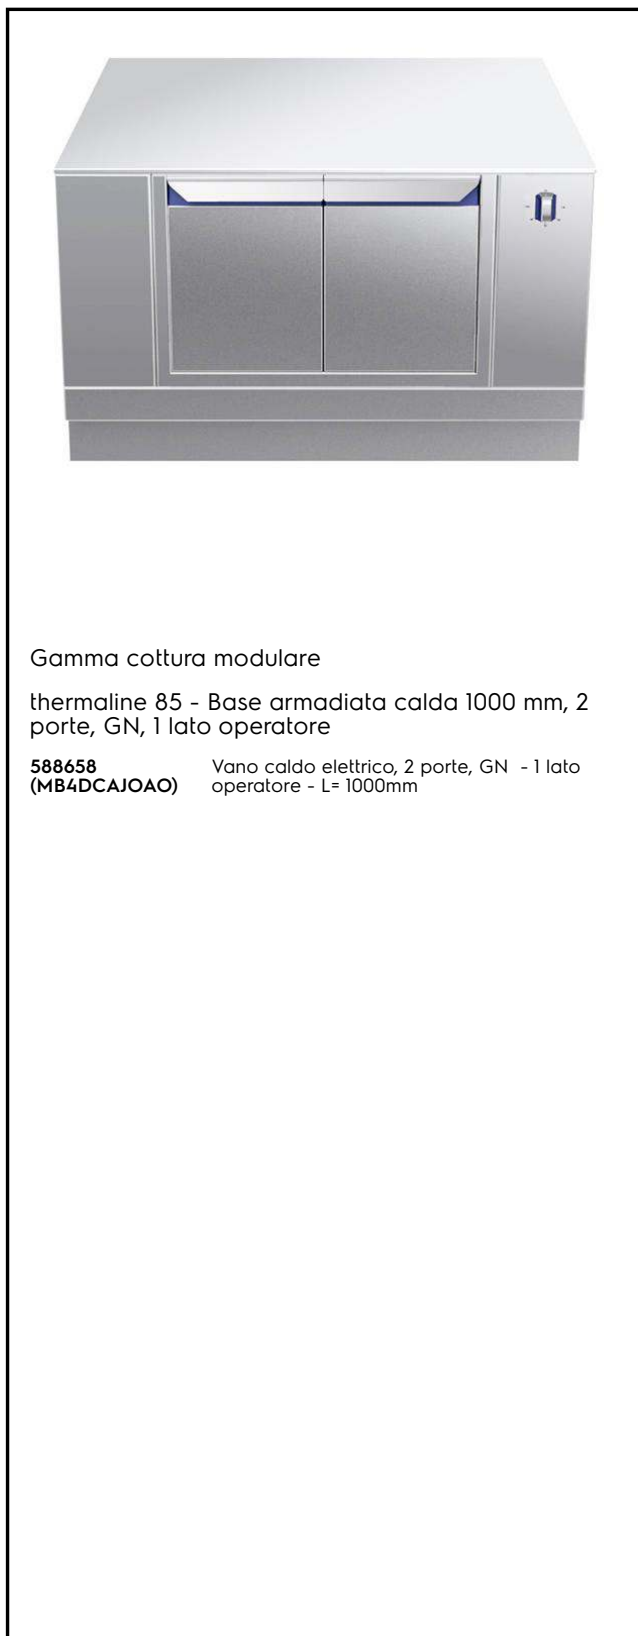 Gamma cottura modulare
thermaline 85 - Base armadiata calda 1000 mm, 2
porte, GN, 1 lato operatore
588658
(MB4DCAJOAO)
Vano caldo elettrico, 2 porte, GN - 1 lato
operatore - L= 1000mm